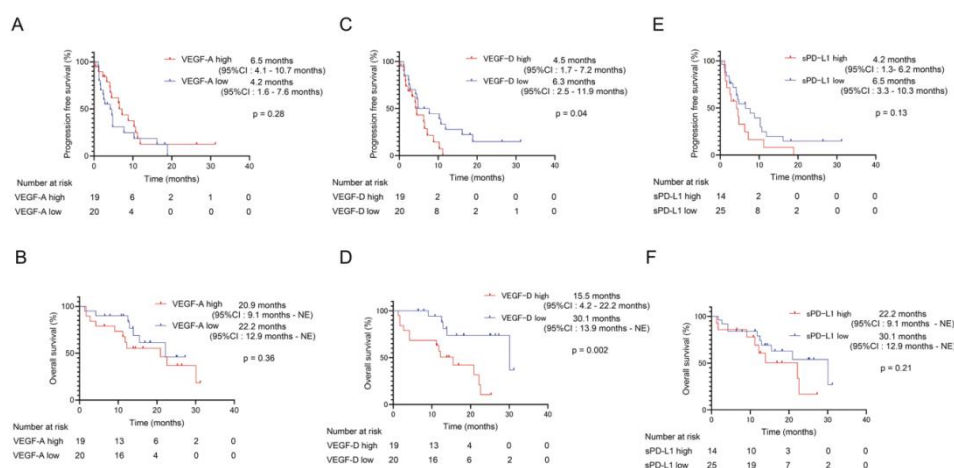 A
Progression free survival (%)
100
50
0
VEGF-A high 6.5 months
(95%CI : 4.1 - 10.7 months)
VEGF-A low 4.2 months
(95%CI : 1.6 - 7.6 months)
p = 0.28
0 10 20 30 40
Time (months)
Number at risk
VEGF-A high 19 6 2 1 0
VEGF-A low 20 4 0 0 0
C
Progression free survival (%)
100
50
0
VEGF-D high 4.5 months
(95%CI : 1.7 - 7.2 months)
VEGF-D low 6.3 months
(95%CI : 2.5 - 11.9 months)
p = 0.04
0 10 20 30 40
Time (months)
Number at risk
VEGF-D high 19 2 0 0 0
VEGF-D low 20 8 2 1 0
E
Progression free survival (%)
100
50
0
sPD-L1 high 4.2 months
(95%CI : 1.3- 6.2 months)
sPD-L1 low 6.5 months
(95%CI : 3.3 - 10.3 months)
p = 0.13
0 10 20 30 40
Time (months)
Number at risk
sPD-L1 high 14 2 0 0 0
sPD-L1 low 25 8 2 0 0
B
Overall survival (%)
100
50
0
VEGF-A high 20.9 months
(95%CI : 9.1 months - NE)
VEGF-A low 22.2 months
(95%CI : 12.9 months - NE)
p = 0.36
0 10 20 30 40
Time (months)
Number at risk
VEGF-A high 19 13 6 2 0
VEGF-A low 20 16 4 0 0
D
Overall survival (%)
100
50
0
VEGF-D high 15.5 months
(95%CI : 4.2 - 22.2 months)
VEGF-D low 30.1 months
(95%CI : 13.9 months - NE)
p = 0.002
0 10 20 30 40
Time (months)
Number at risk
VEGF-D high 19 13 4 0 0
VEGF-D low 20 16 6 2 0
F
Overall survival (%)
100
50
0
sPD-L1 high 22.2 months
(95%CI : 9.1 months - NE)
sPD-L1 low 30.1 months
(95%CI : 12.9 months - NE)
p = 0.21
0 10 20 30 40
Time (months)
Number at risk
sPD-L1 high 14 10 3 0 0
sPD-L1 low 25 19 7 2 0